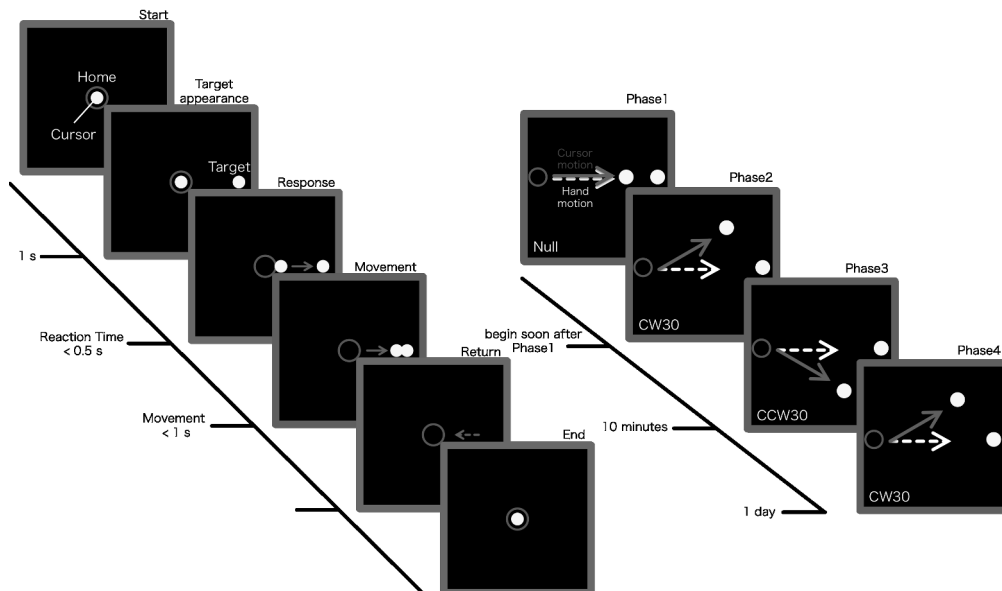 Start
Home
Cursor
Target
appearance
Target
Response
Movement
Return
End
1 s
Reaction Time
< 0.5 s
Movement
< 1 s
Phase1
Cursor
motion
Hand
motion
Null
Phase2
CW30
Phase3
CCW30
Phase4
CW30
begin soon after
Phase1
10 minutes
1 day